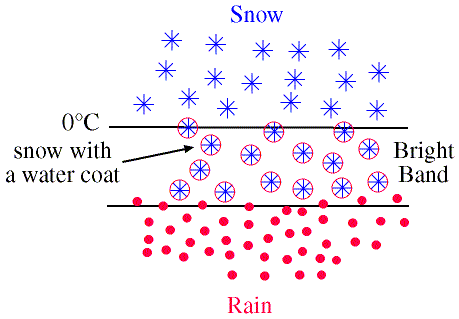 Snow
0°C
snow with
a water coat
Bright
Band
Rain